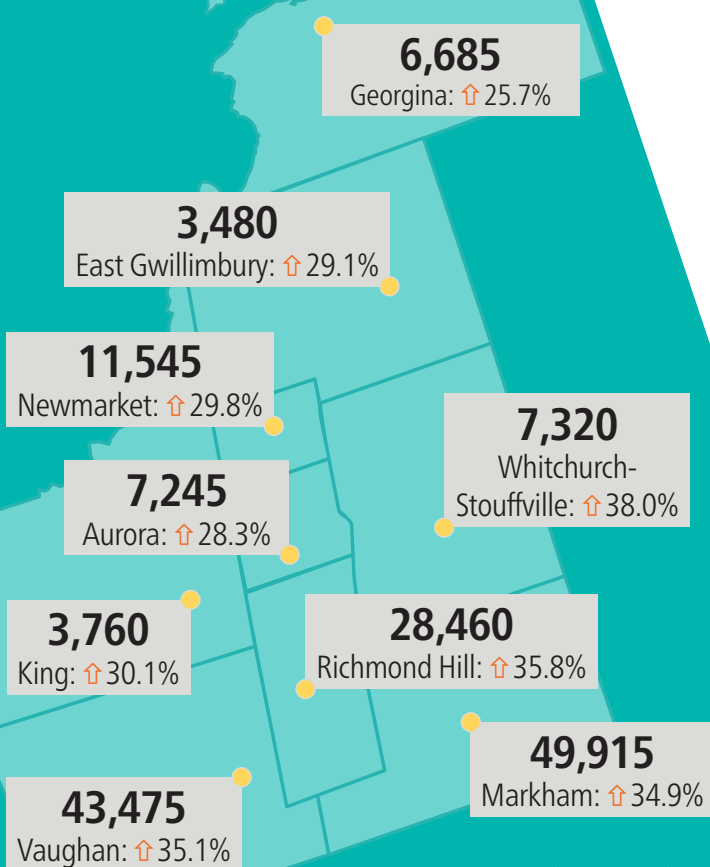 6,685
Georgina: ⇧ 25.7%
3,480
East Gwillimbury: ⇧ 29.1%
11,545
Newmarket: ⇧ 29.8%
7,320
Whitchurch-
Stouffville: ⇧ 38.0%
7,245
Aurora: ⇧ 28.3%
3,760
King: ⇧ 30.1%
28,460
Richmond Hill: ⇧ 35.8%
49,915
Markham: ⇧ 34.9%
43,475
Vaughan: ⇧ 35.1%